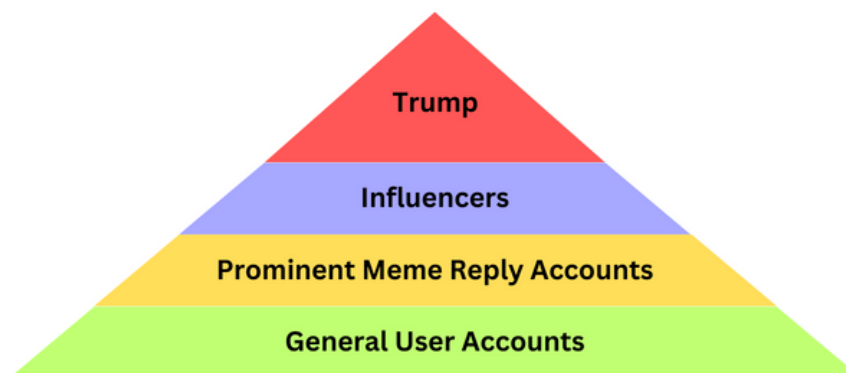 Trump
Influencers
Prominent Meme Reply Accounts
General User Accounts